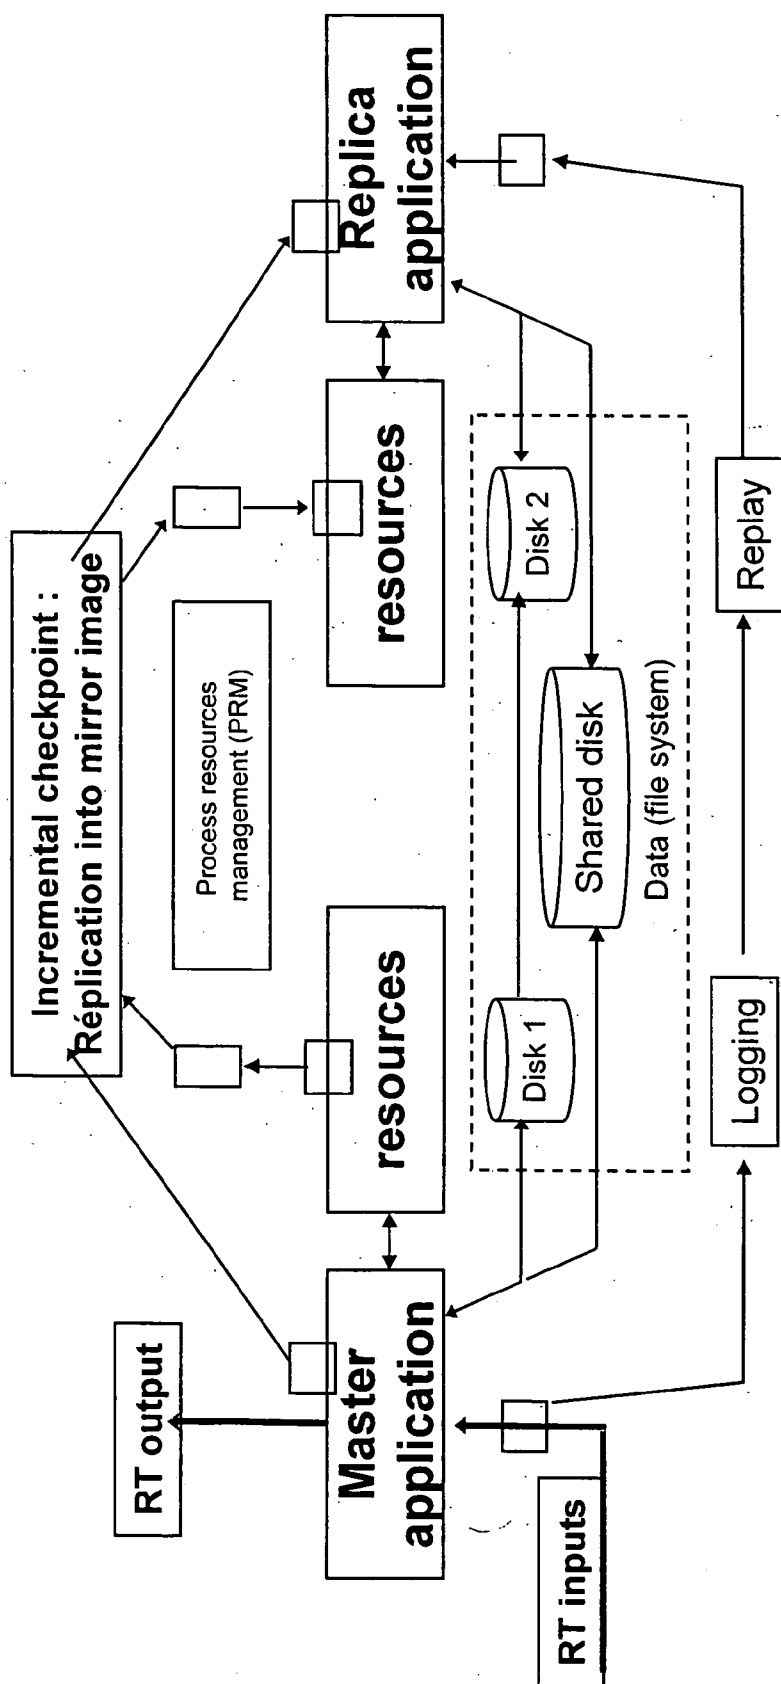 Incremental checkpoint :
Réplication into mirror image
RT output
Process resources
management (PRM)
Master
application
resources
resources
Replica
application
Disk 1
Disk 2
Shared disk
Data (file system)
RT inputs
Logging
Replay